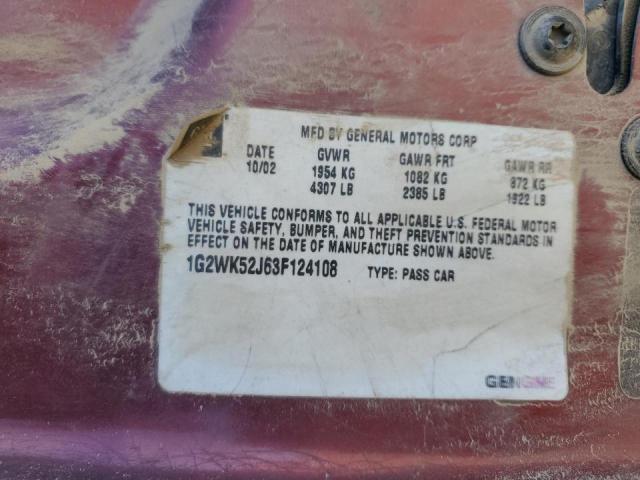 MFD BY GENERAL MOTORS CORP
DATE GVWR GAWR FRT GAWR RR
10/02 1954 KG 1082 KG 872 KG
4307 LB 2385 LB 1922 LB
THIS VEHICLE CONFORMS TO ALL APPLICABLE U.S. FEDERAL MOTOR
VEHICLE SAFETY, BUMPER, AND THEFT PREVENTION STANDARDS IN
EFFECT ON THE DATE OF MANUFACTURE SHOWN ABOVE.
1G2WK52J63F124108 TYPE: PASS CAR